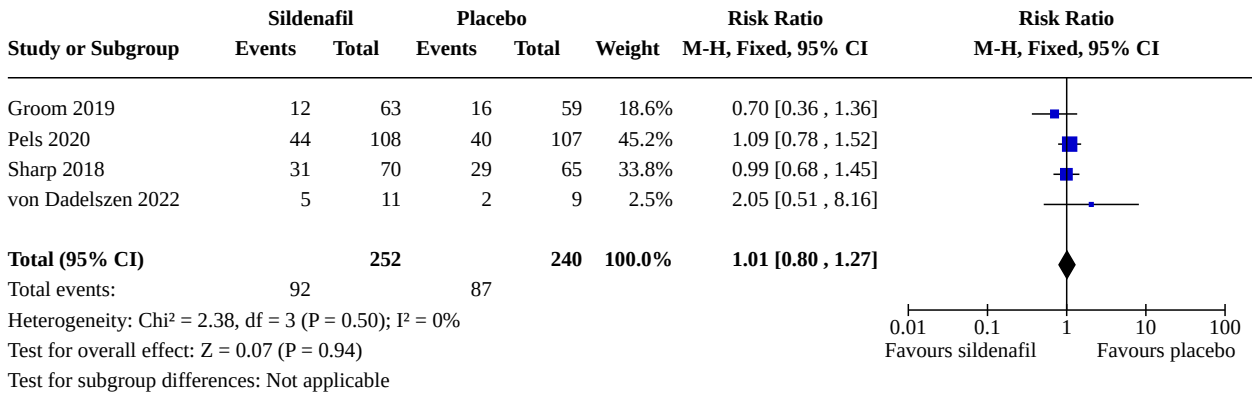 Sildenafil Placebo Risk Ratio Risk Ratio
Study or Subgroup Events Total Events Total Weight M-H, Fixed, 95% CI M-H, Fixed, 95% CI
Groom 2019 12 63 16 59 18.6% 0.70 [0.36 , 1.36]
Pels 2020 44 108 40 107 45.2% 1.09 [0.78 , 1.52]
Sharp 2018 31 70 29 65 33.8% 0.99 [0.68 , 1.45]
von Dadelszen 2022 5 11 2 9 2.5% 2.05 [0.51 , 8.16]
Total (95% CI) 252 240 100.0% 1.01 [0.80 , 1.27]
Total events: 92 87
Heterogeneity: Chi² = 2.38, df = 3 (P = 0.50); I² = 0%
Test for overall effect: Z = 0.07 (P = 0.94)
Test for subgroup differences: Not applicable
0.01 0.1 1 10 100
Favours sildenafil Favours placebo